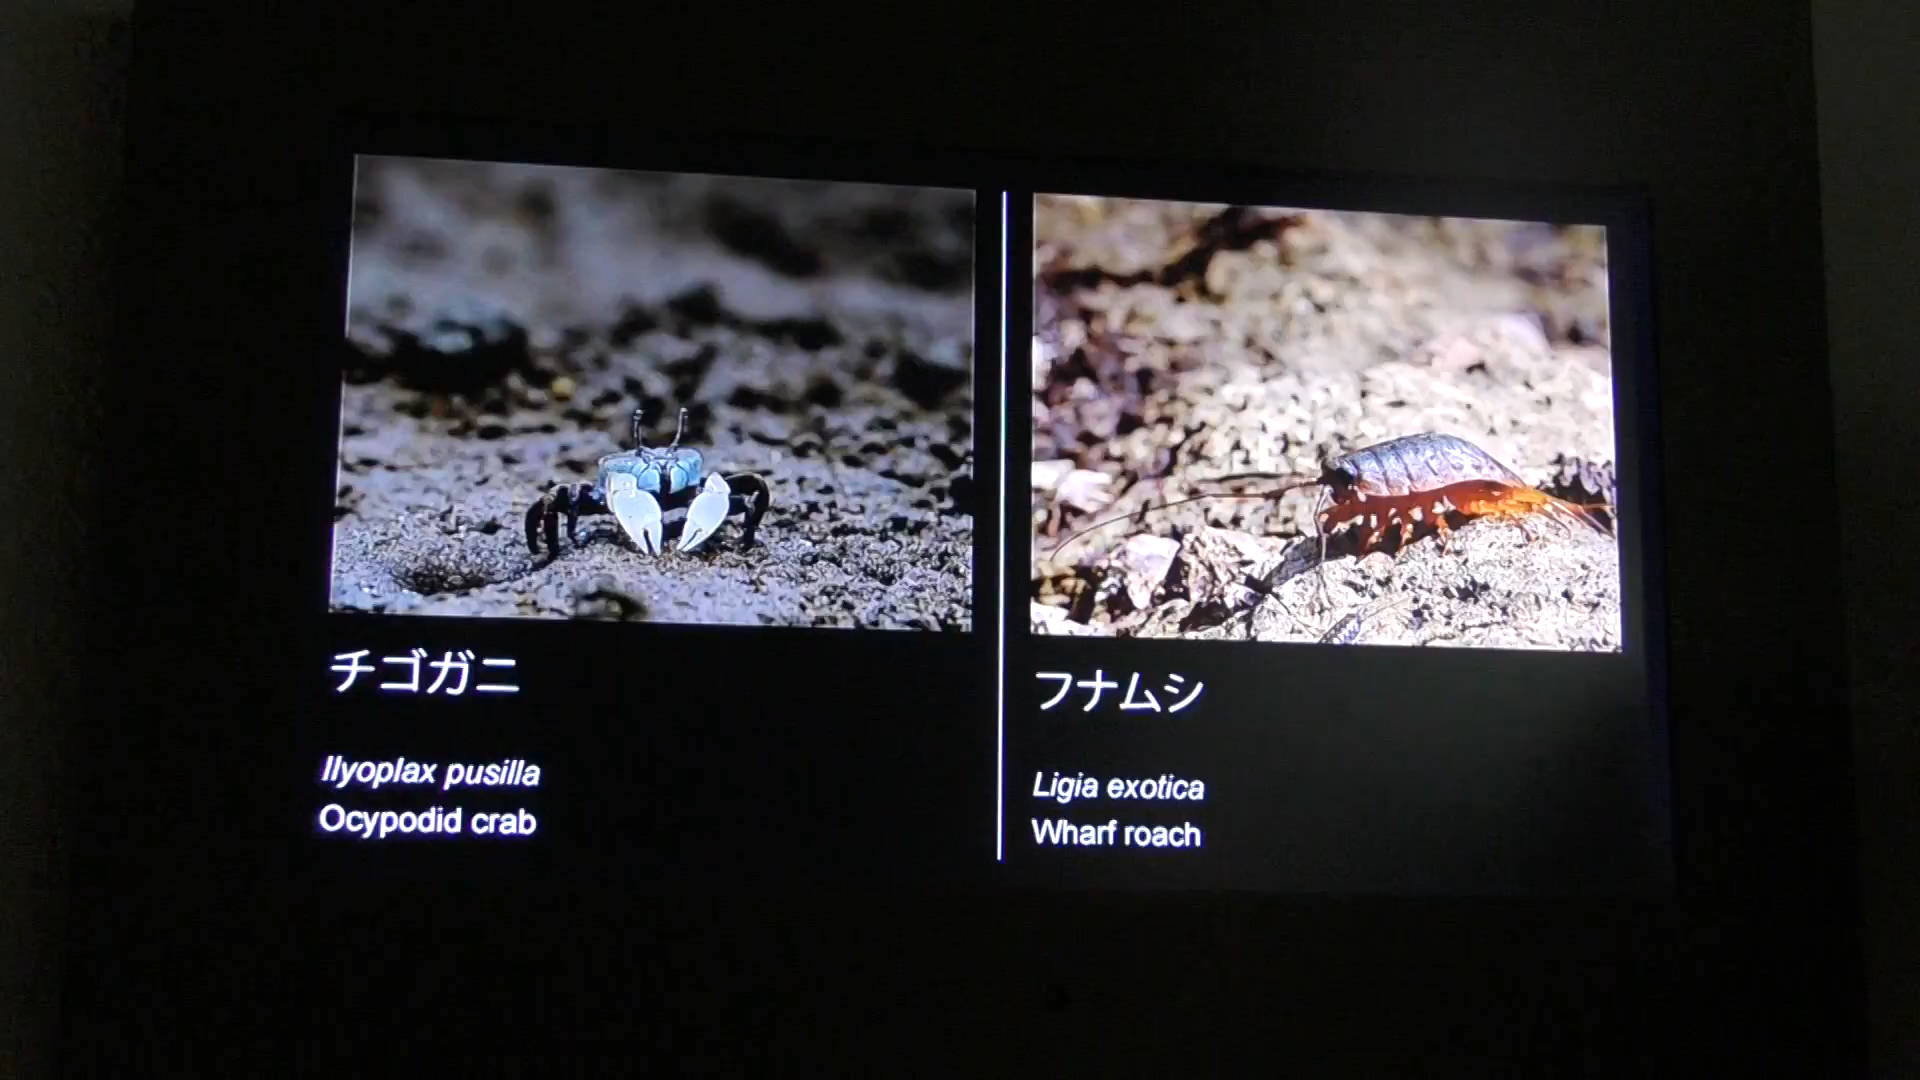 チゴガニ
Ilyoplax pusilla
Ocypodid crab
フナムシ
Ligia exotica
Wharf roach